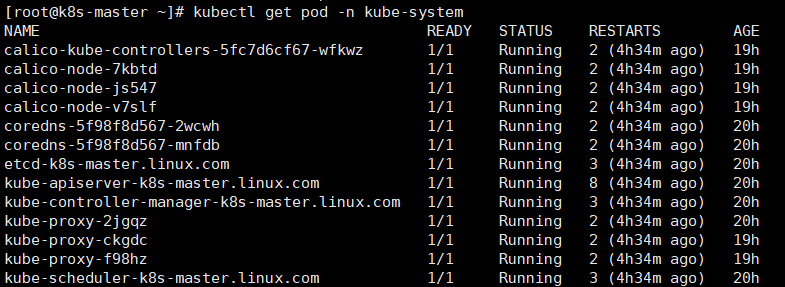 [root@k8s-master ~]# kubectl get pod -n kube-system
NAME READY STATUS RESTARTS AGE
calico-kube-controllers-5fc7d6cf67-wfkwz 1/1 Running 2 (4h34m ago) 19h
calico-node-7kbtd 1/1 Running 2 (4h34m ago) 19h
calico-node-js547 1/1 Running 2 (4h34m ago) 19h
calico-node-v7slf 1/1 Running 2 (4h34m ago) 19h
coredns-5f98f8d567-2wcwh 1/1 Running 2 (4h34m ago) 20h
coredns-5f98f8d567-mnfdb 1/1 Running 2 (4h34m ago) 20h
etcd-k8s-master.linux.com 1/1 Running 3 (4h34m ago) 20h
kube-apiserver-k8s-master.linux.com 1/1 Running 8 (4h34m ago) 20h
kube-controller-manager-k8s-master.linux.com 1/1 Running 3 (4h34m ago) 20h
kube-proxy-2jgqz 1/1 Running 2 (4h34m ago) 20h
kube-proxy-ckgdc 1/1 Running 2 (4h34m ago) 19h
kube-proxy-f98hz 1/1 Running 2 (4h34m ago) 19h
kube-scheduler-k8s-master.linux.com 1/1 Running 3 (4h34m ago) 20h